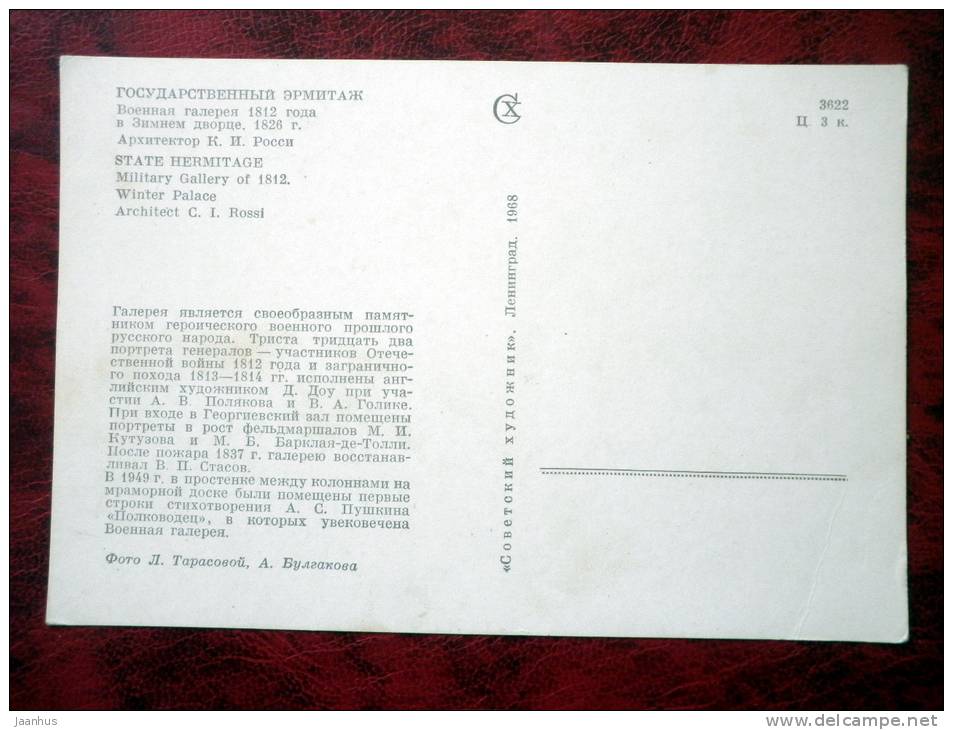 ГОСУДАРСТВЕННЫЙ ЭРМИТАЖ
Военная галерея 1812 года
в Зимнем дворце. 1826 г.
Архитектор К. И. Росси
STATE HERMITAGE
Military Gallery of 1812.
Winter Palace
Architect C. I. Rossi
Галерея является своеобразным памят-
ником героического военного прошлого
русского народа. Триста тридцать два
портрета генералов — участников Отече-
ственной войны 1812 года и загранично-
го похода 1813—1814 гг. исполнены анг-
лийским художником Д. Доу при уча-
стии А. В. Полякова и В. А. Голике.
При входе в Георгиевский зал помещены
портреты в рост фельдмаршалов М. И.
Кутузова и М. Б. Барклая-де-Толли.
После пожара 1837 г. галерею восстанав-
ливал В. П. Стасов.
В 1949 г. в простенке между колоннами на
мраморной доске были помещены первые
строки стихотворения А. С. Пушкина
«Полководец», в которых увековечена
Военная галерея.
Фото Л. Тарасовой, А. Булгакова
«Советский художник». Ленинград. 1968
СХ
3622
Ц. 3 к.
jaanhus
www.delcampe.net